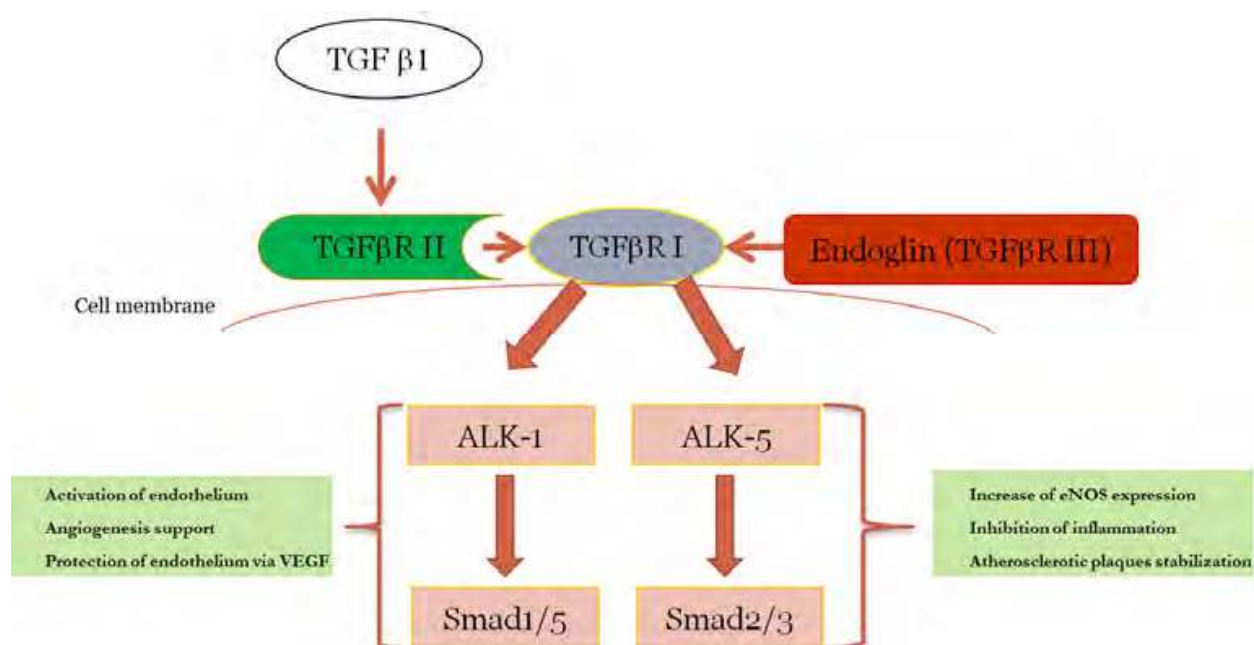 TGF β1
TGFβR II
TGFβR I
Endoglin (TGFβR III)
Cell membrane
ALK-1
ALK-5
Activation of endothelium
Angiogenesis support
Protection of endothelium via VEGF
Increase of eNOS expression
Inhibition of inflammation
Atherosclerotic plaques stabilization
Smad1/5
Smad2/3